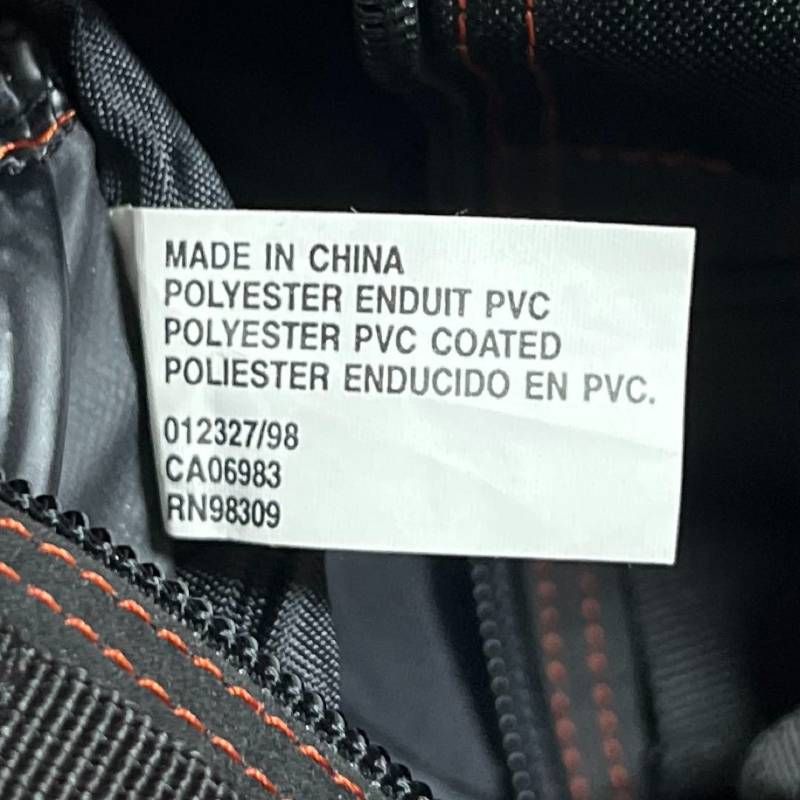 MADE IN CHINA
POLYESTER ENDUIT PVC
POLYESTER PVC COATED
POLIESTER ENDUCIDO EN PVC.
012327/98
CA06983
RN98309